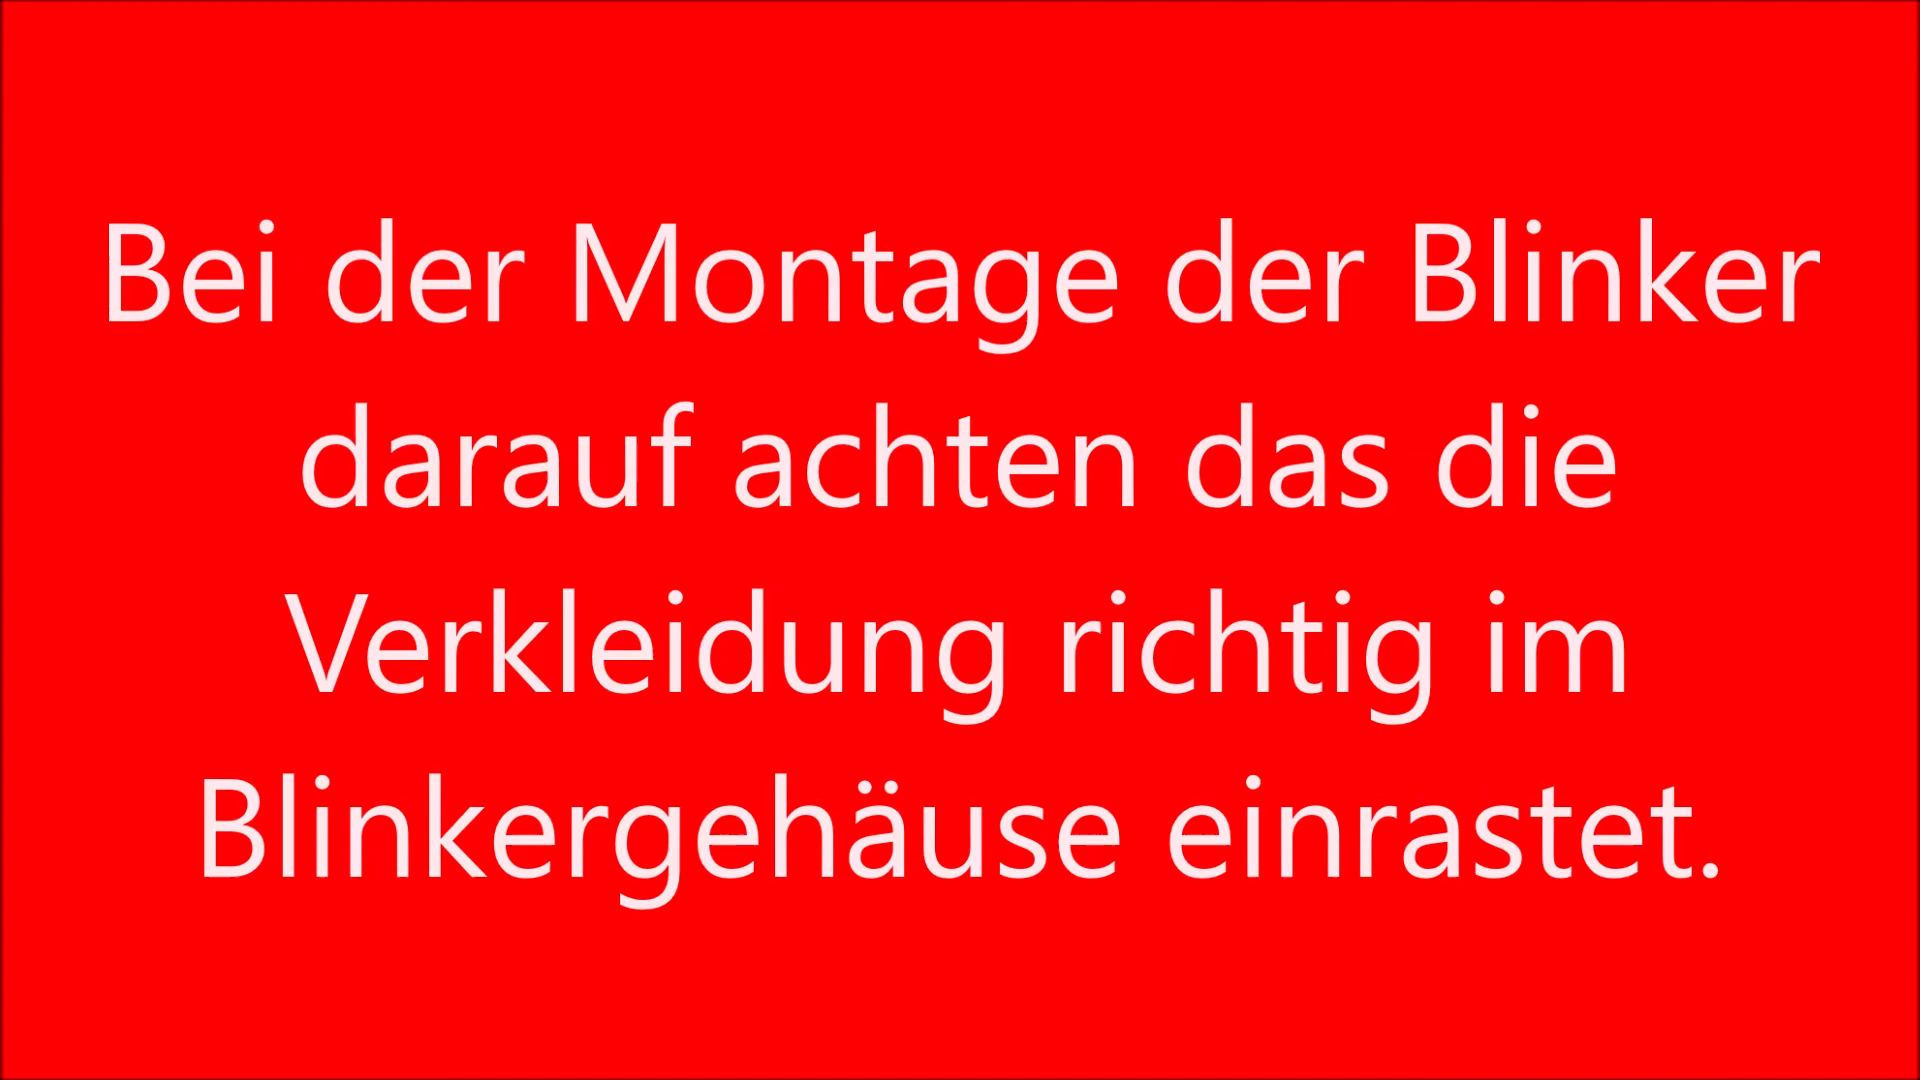 Bei der Montage der Blinker
darauf achten das die
Verkleidung richtig im
Blinkergehäuse einrastet.